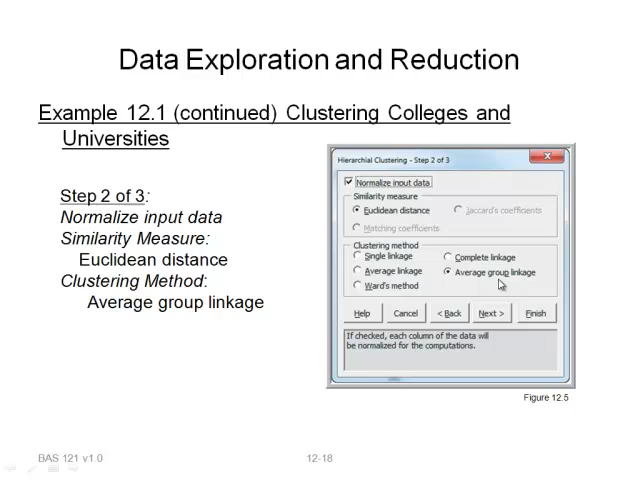 Data Exploration and Reduction
Example 12.1 (continued) Clustering Colleges and
Universities
Step 2 of 3:
Normalize input data
Similarity Measure:
Euclidean distance
Clustering Method:
Average group linkage
Hierarchial Clustering - Step 2 of 3
Normalize input data
Similarity measure
Euclidean distance
Jaccard's coefficients
Matching coefficients
Clustering method
Single linkage
Complete linkage
Average linkage
Average group linkage
Ward's method
Help
Cancel
< Back
Next >
Finish
If checked, each column of the data will
be normalized for the computations.
Figure 12.5
BAS 121 v1.0
12-18